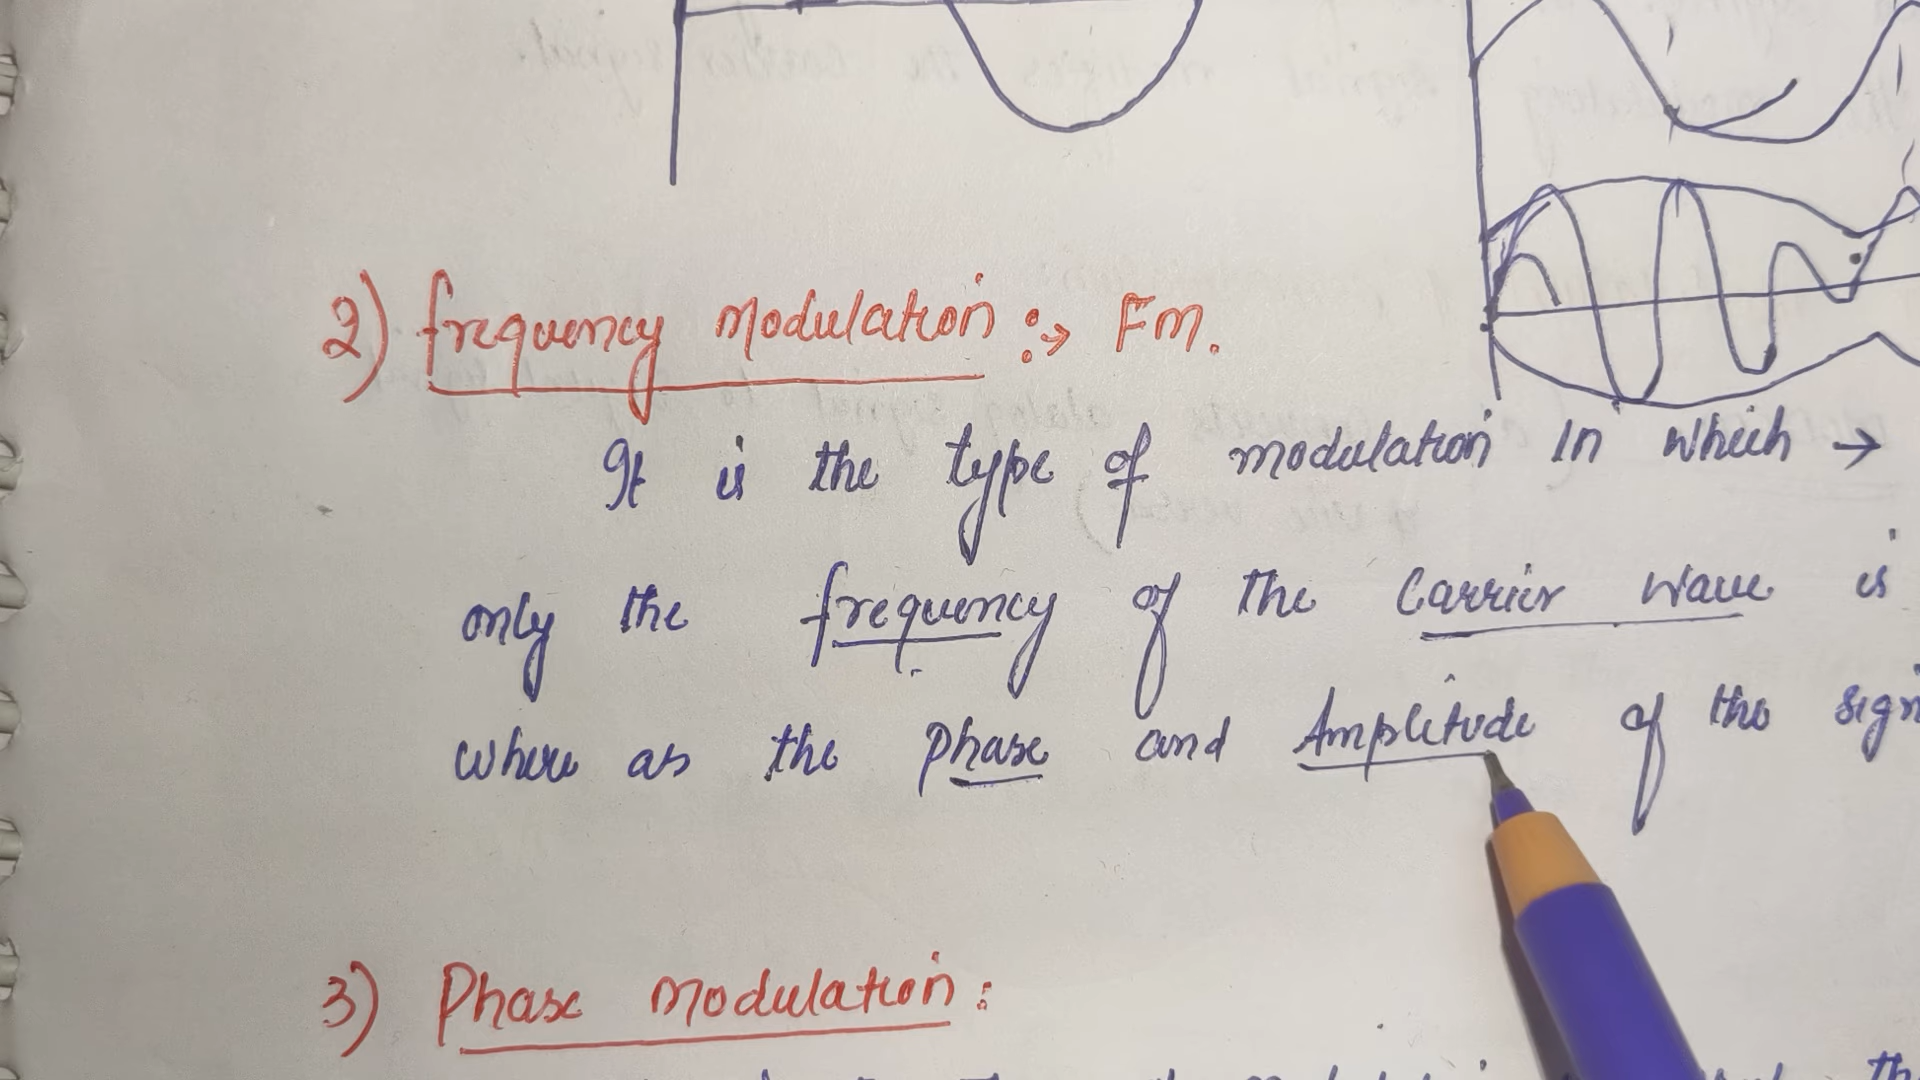 2) frequency Modulation :→ Fm.
It is the type of modulation in which →
only the frequency of the Carrier wave is
where as the phase and Amplitude of the sign
3) Phase Modulation :